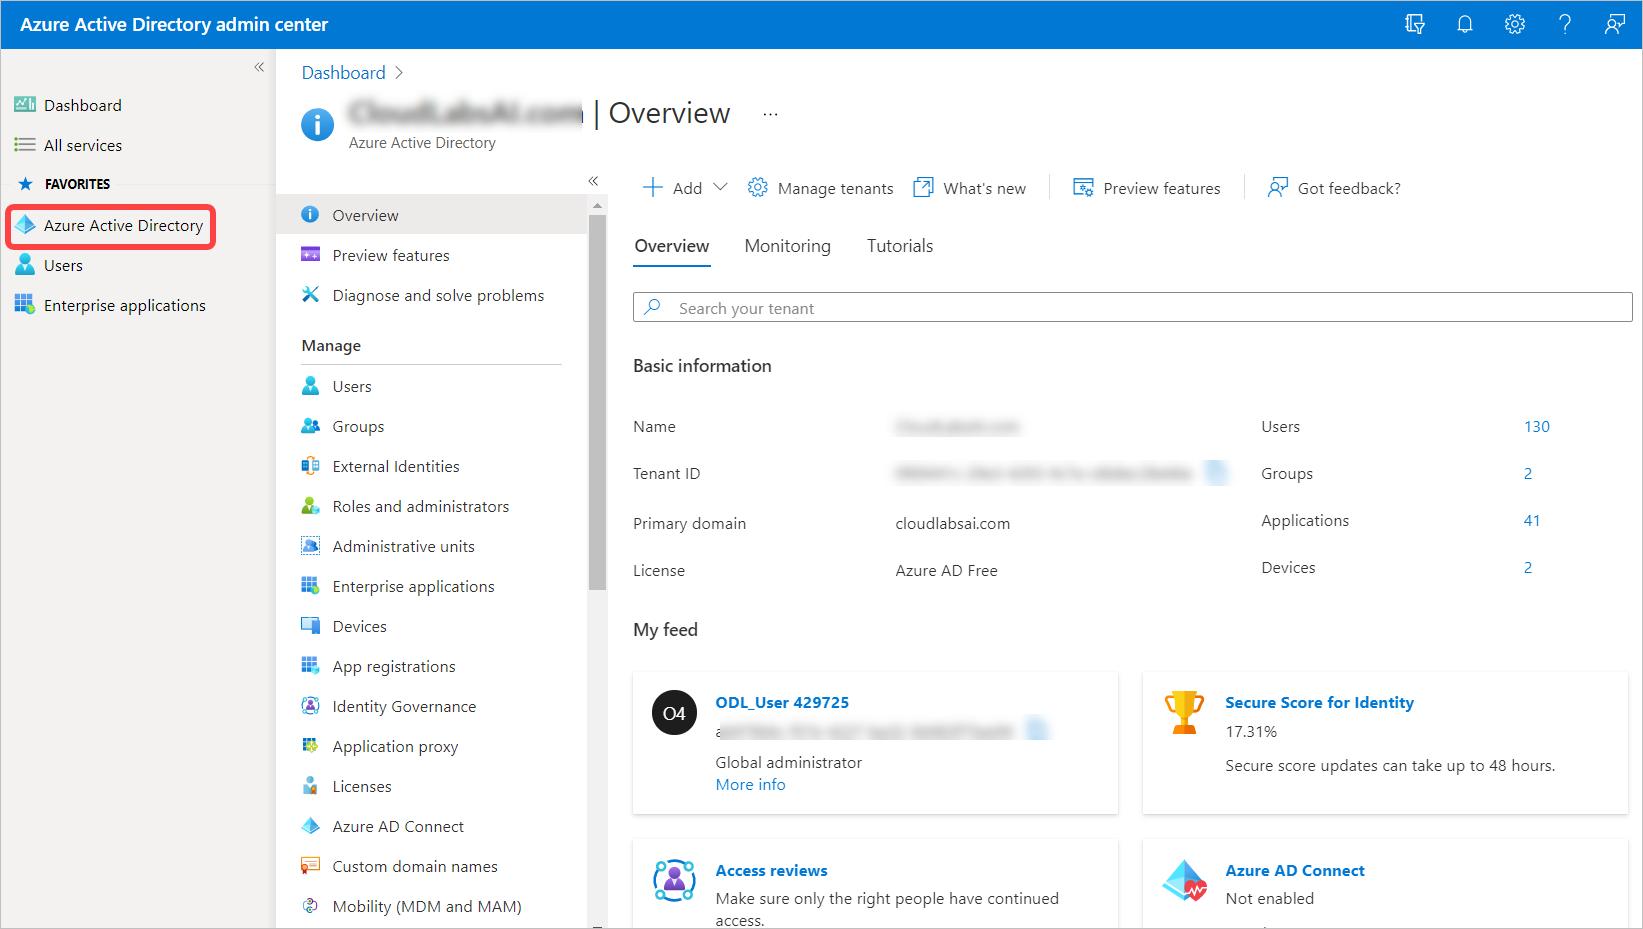 Azure Active Directory admin center
Dashboard
All services
FAVORITES
Azure Active Directory
Users
Enterprise applications
Dashboard
| Overview
...
Azure Active Directory
Overview
Preview features
Diagnose and solve problems
Manage
Users
Groups
External Identities
Roles and administrators
Administrative units
Enterprise applications
Devices
App registrations
Identity Governance
Application proxy
Licenses
Azure AD Connect
Custom domain names
Mobility (MDM and MAM)
Add
Manage tenants
What's new
Preview features
Got feedback?
Overview
Monitoring
Tutorials
Search your tenant
Basic information
Name
Users 130
Tenant ID
Groups 2
Primary domain cloudlabsai.com
Applications 41
License Azure AD Free
Devices 2
My feed
O4
ODL_User 429725
Global administrator
More info
Secure Score for Identity
17.31%
Secure score updates can take up to 48 hours.
Access reviews
Make sure only the right people have continued
access.
Azure AD Connect
Not enabled